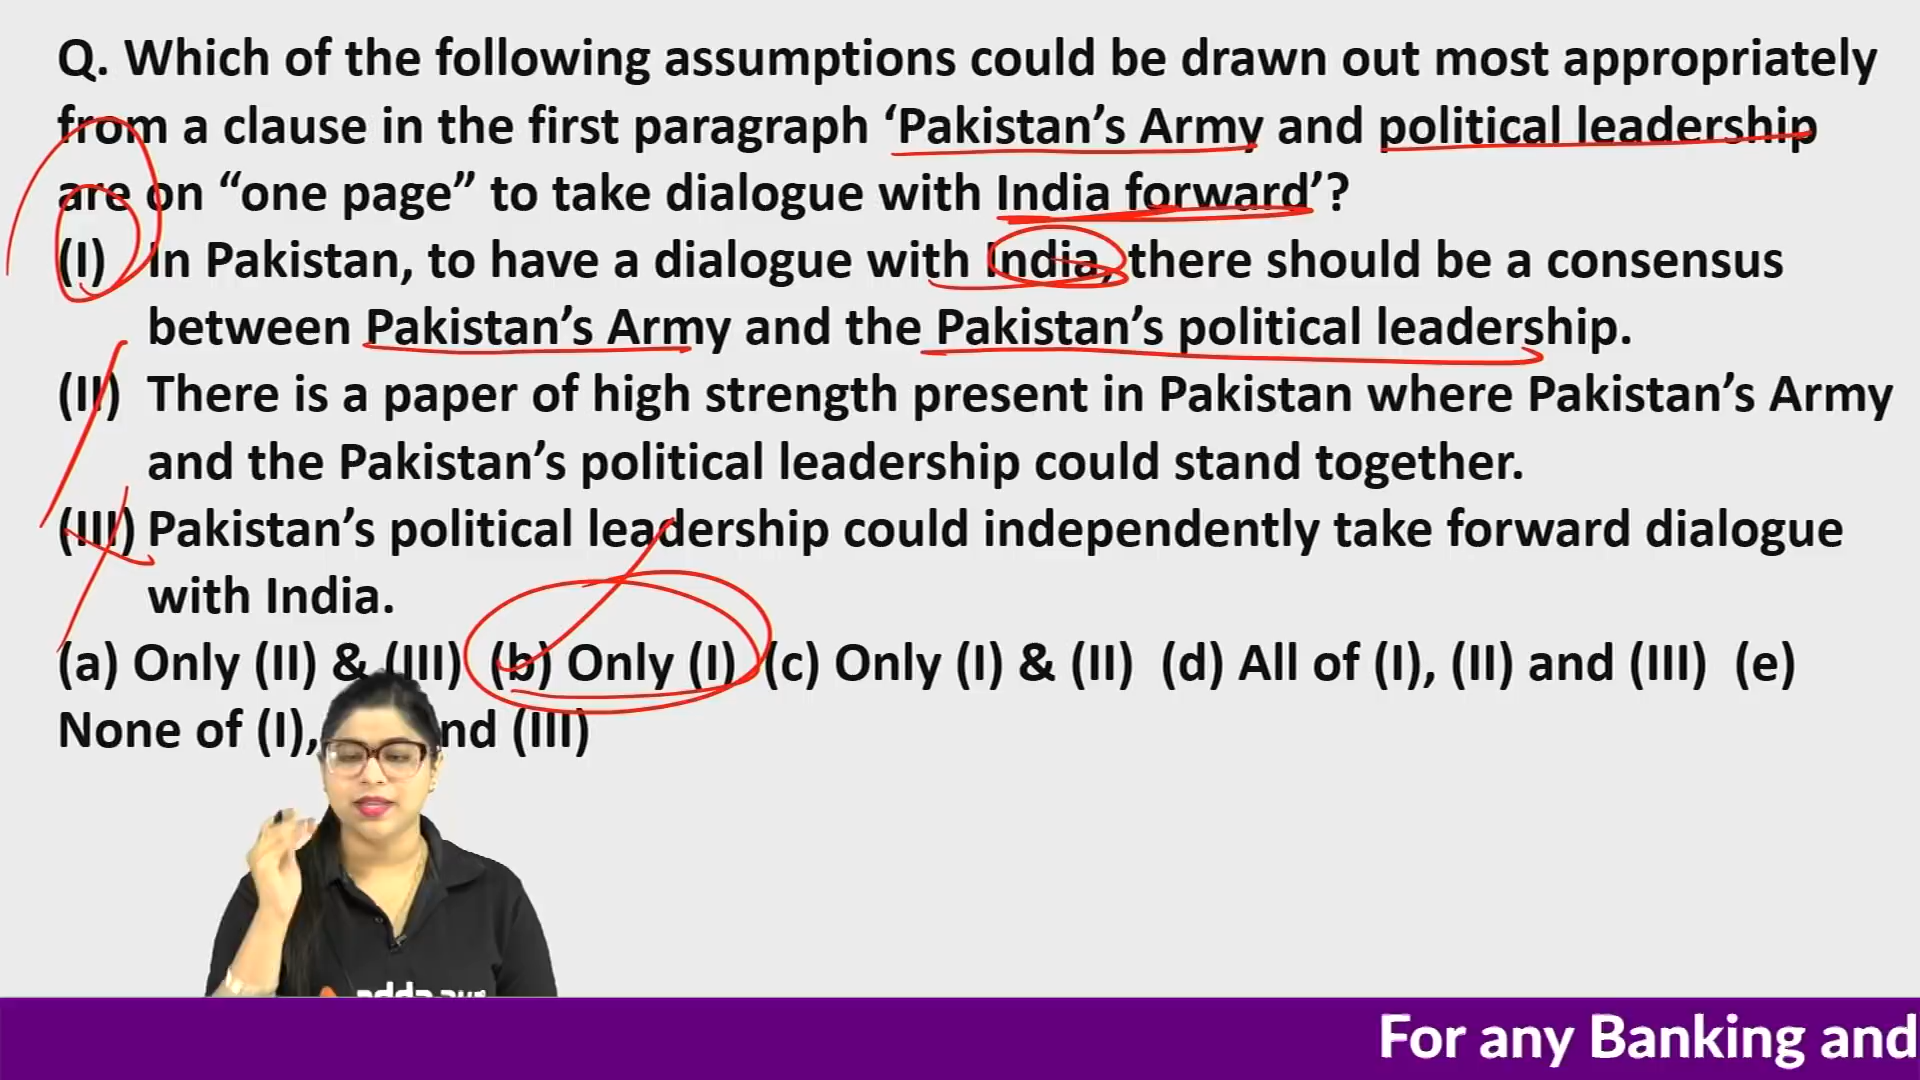 Q. Which of the following assumptions could be drawn out most appropriately
from a clause in the first paragraph ‘Pakistan’s Army and political leadership
are on “one page” to take dialogue with India forward’?
(I) In Pakistan, to have a dialogue with India, there should be a consensus
between Pakistan’s Army and the Pakistan’s political leadership.
(II) There is a paper of high strength present in Pakistan where Pakistan’s Army
and the Pakistan’s political leadership could stand together.
(III) Pakistan’s political leadership could independently take forward dialogue
with India.
(a) Only (II) & (III) (b) Only (I) (c) Only (I) & (II) (d) All of (I), (II) and (III) (e)
None of (I), nd (III)
For any Banking and